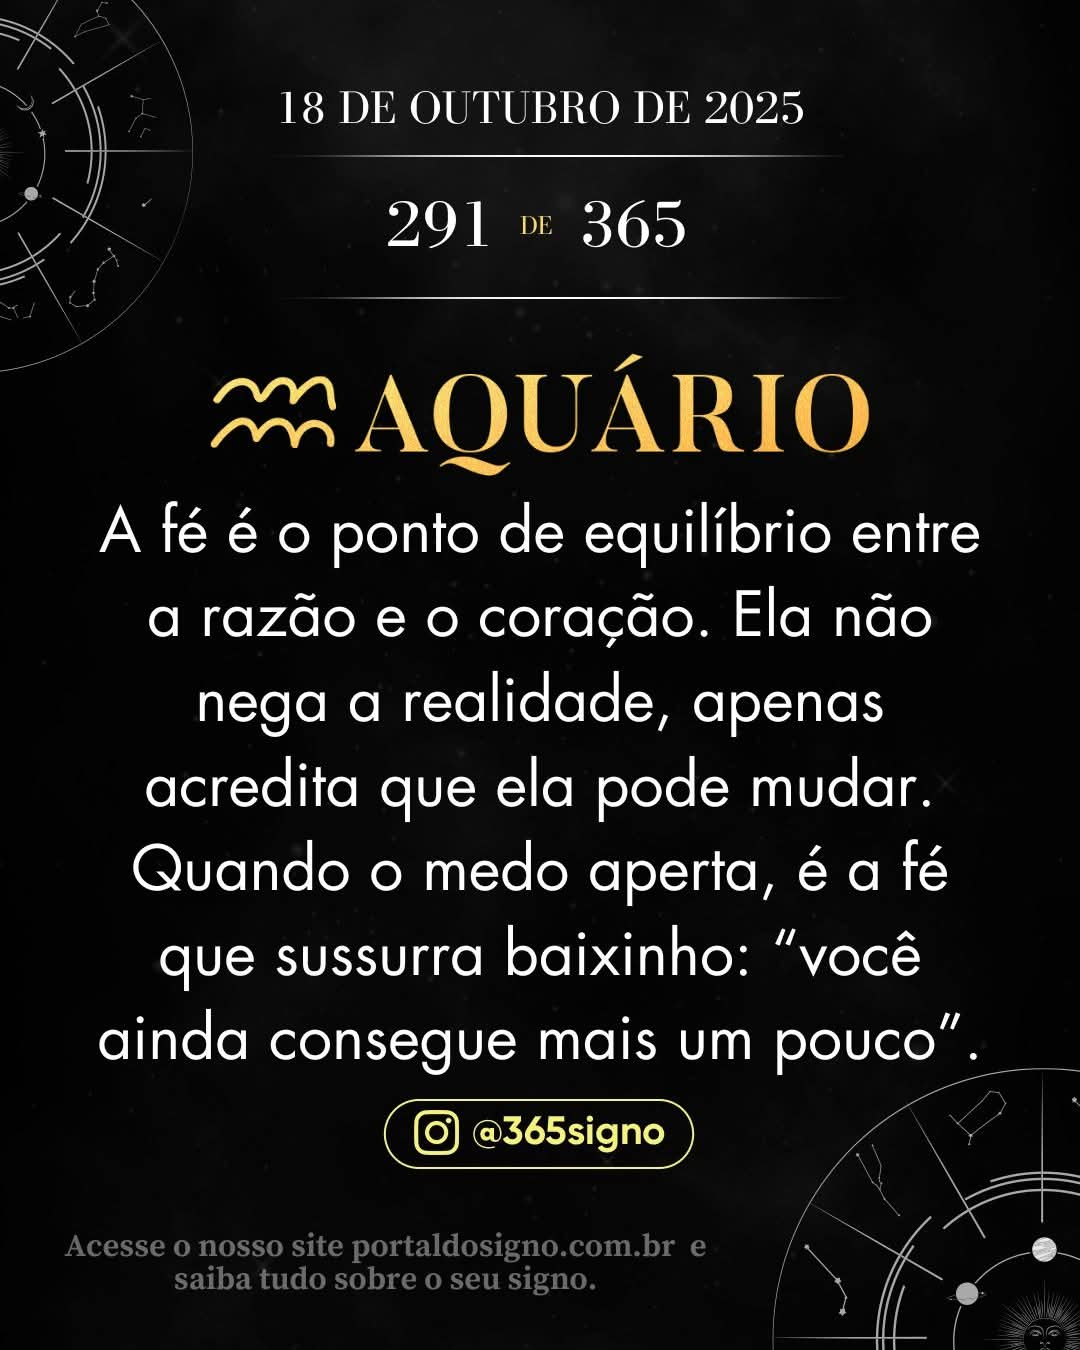 18 DE OUTUBRO DE 2025
291 DE 365
AQUÁRIO
A fé é o ponto de equilíbrio entre
a razão e o coração. Ela não
nega a realidade, apenas
acredita que ela pode mudar.
Quando o medo aperta, é a fé
que sussurra baixinho: “você
ainda consegue mais um pouco”.
@365signo
Acesse o nosso site portaldosigno.com.br e
saiba tudo sobre o seu signo.